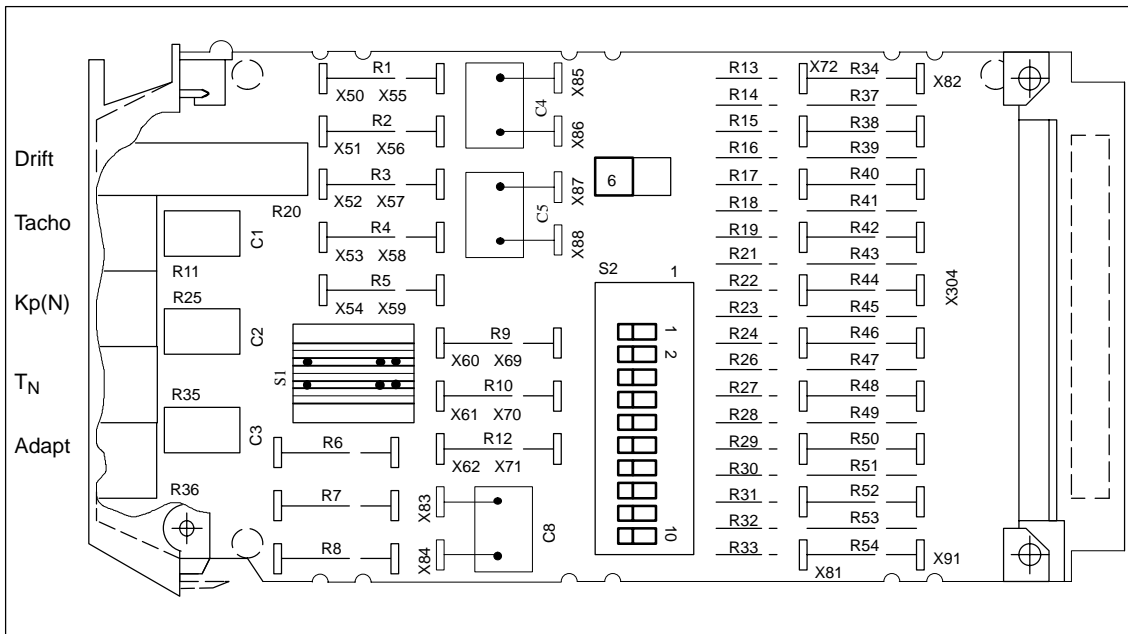 Drift
Tacho
Kp(N)
TN
Adapt
R20
R11
R25
R35
R36
C1
C2
C3
R1
X50 X55
R2
X51 X56
R3
X52 X57
R4
X53 X58
R5
X54 X59
S1
R6
R7
R8
C4
X85
X86
C5
X87
X88
R9
X60 X69
R10
X61 X70
R12
X62 X71
X83
X84
C8
6
S2 1
1
2
10
R13
R14
R15
R16
R17
R18
R19
R21
R22
R23
R24
R26
R27
R28
R29
R30
R31
R32
R33
X72
R34
X82
R37
R38
R39
R40
R41
R42
R43
R44
X304
R45
R46
R47
R48
R49
R50
R51
R52
R53
R54
X81
X91